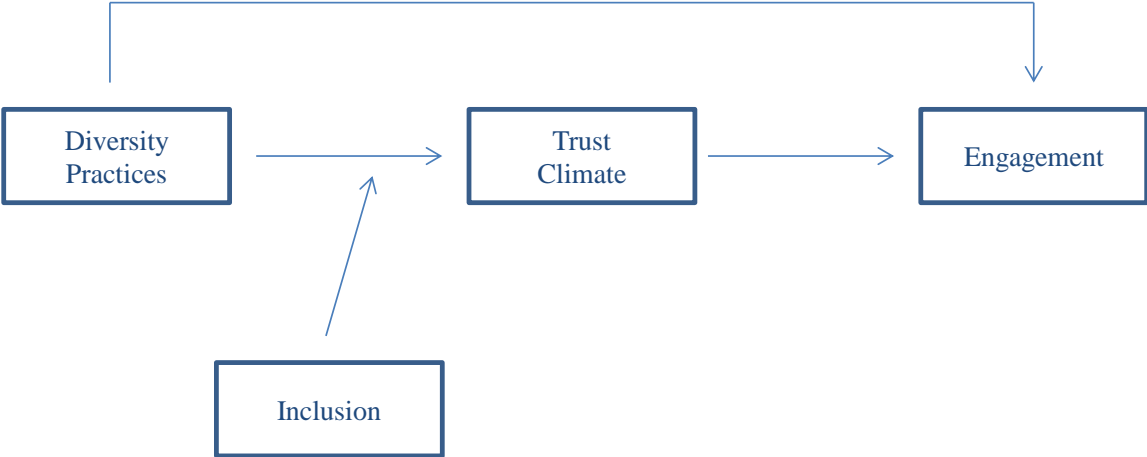 Diversity
Practices
Trust
Climate
Engagement
Inclusion